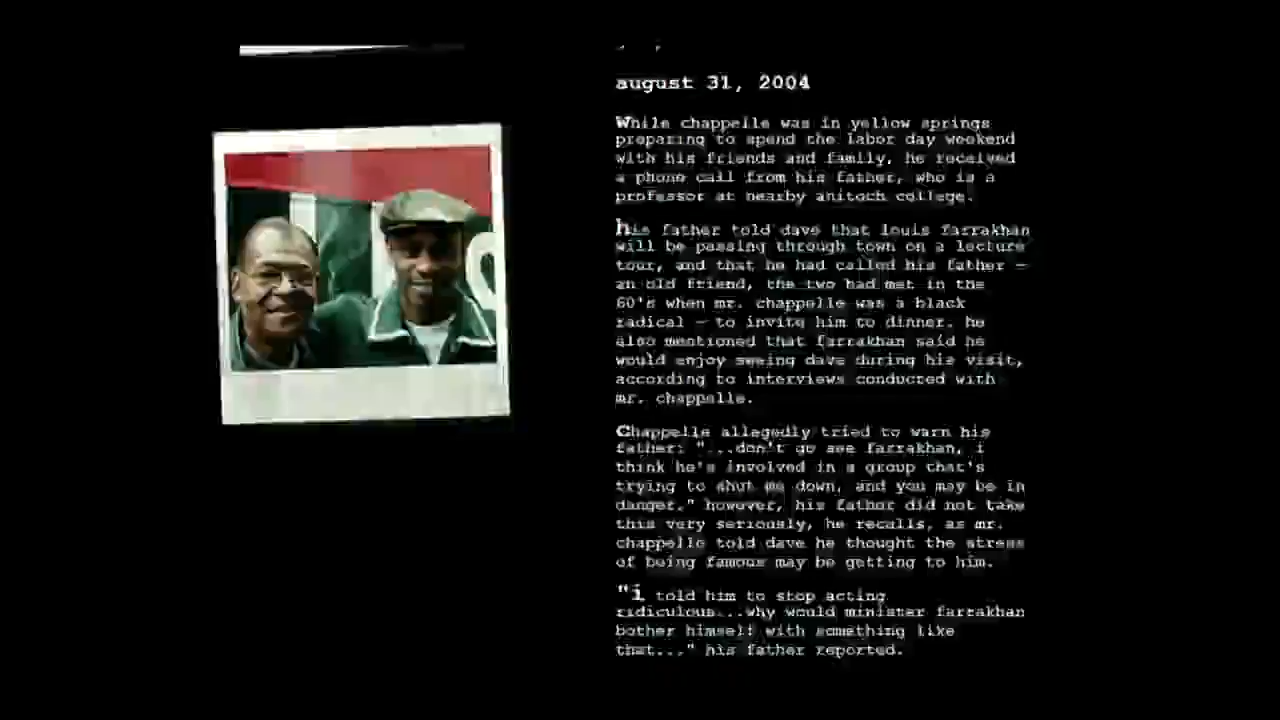 august 31, 2004
While chappelle was in yellow springs
preparing to spend the labor day weekend
with his friends and family, he received
a phone call from his father, who is a
professor at nearby anitoch college.
his father told dave that louis farrakhan
will be passing through town on a lecture
tour, and that he had called his father –
an old friend, the two had met in the
60's when mr. chappelle was a black
radical – to invite him to dinner. he
also mentioned that farrakhan said he
would enjoy seeing dave during his visit,
according to interviews conducted with
mr. chappelle.
Chappelle allegedly tried to warn his
father: "...don't go see farrakhan, i
think he's involved in a group that's
trying to shut me down, and you may be in
danger." however, his father did not take
this very seriously, he recalls, as mr.
chappelle told dave he thought the stress
of being famous may be getting to him.
"i told him to stop acting
ridiculous...why would minister farrakhan
bother himself with something like
that..." his father reported.